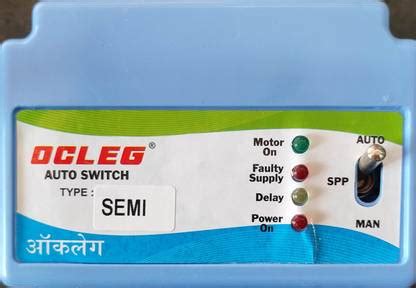 OCLEG®
AUTO SWITCH
TYPE :
SEMI
ऑकलेग
Motor
On
Faulty
Supply
Delay
Power
On
AUTO
SPP
MAN